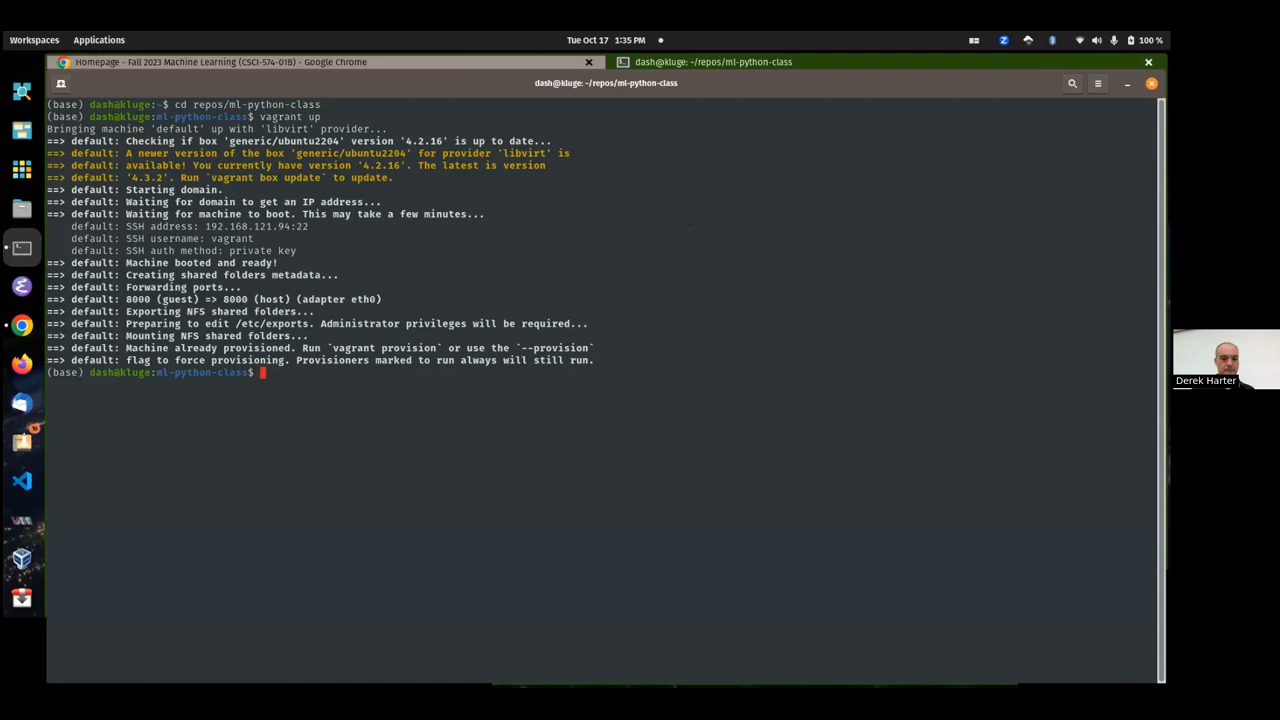 Workspaces Applications Tue Oct 17 1:35 PM 100 %
Homepage - Fall 2023 Machine Learning (CSCI-574-01B) - Google Chrome dash@kluge: ~/repos/ml-python-class
dash@kluge: ~/repos/ml-python-class
(base) dash@kluge:~$ cd repos/ml-python-class
(base) dash@kluge:ml-python-class$ vagrant up
Bringing machine 'default' up with 'libvirt' provider...
==> default: Checking if box 'generic/ubuntu2204' version '4.2.16' is up to date...
==> default: A newer version of the box 'generic/ubuntu2204' for provider 'libvirt' is
==> default: available! You currently have version '4.2.16'. The latest is version
==> default: '4.3.2'. Run `vagrant box update` to update.
==> default: Starting domain.
==> default: Waiting for domain to get an IP address...
==> default: Waiting for machine to boot. This may take a few minutes...
default: SSH address: 192.168.121.94:22
default: SSH username: vagrant
default: SSH auth method: private key
==> default: Machine booted and ready!
==> default: Creating shared folders metadata...
==> default: Forwarding ports...
==> default: 8000 (guest) => 8000 (host) (adapter eth0)
==> default: Exporting NFS shared folders...
==> default: Preparing to edit /etc/exports. Administrator privileges will be required...
==> default: Mounting NFS shared folders...
==> default: Machine already provisioned. Run `vagrant provision` or use the `--provision`
==> default: flag to force provisioning. Provisioners marked to run always will still run.
(base) dash@kluge:ml-python-class$
Derek Harter